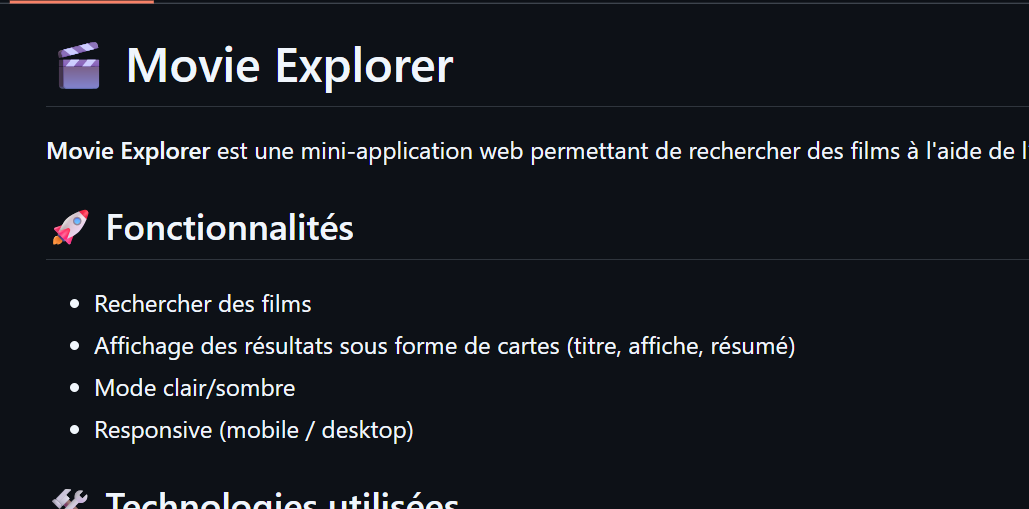 Movie Explorer
Movie Explorer est une mini-application web permettant de rechercher des films à l'aide de
Fonctionnalités
Rechercher des films
Affichage des résultats sous forme de cartes (titre, affiche, résumé)
Mode clair/sombre
Responsive (mobile / desktop)
Technologies utilisées